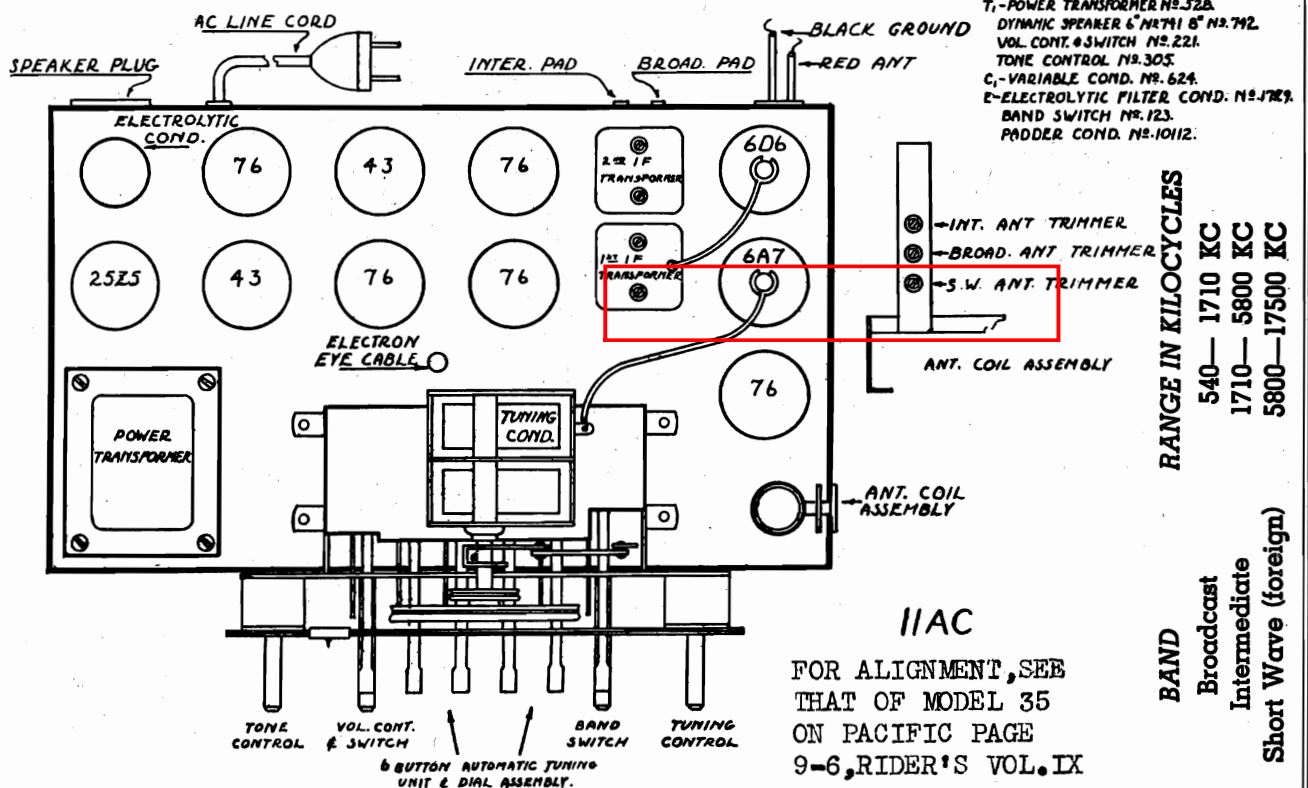 T₁-POWER TRANSFORMER Nº.528.
DYNAMIC SPEAKER 6" Nº.741 8" Nº.742.
VOL. CONT. & SWITCH Nº.221.
TONE CONTROL Nº.305.
C₁-VARIABLE COND. Nº.624.
E-ELECTROLYTIC FILTER COND. Nº.1789.
BAND SWITCH Nº.123.
PADDER COND. Nº.10112.
AC LINE CORD
SPEAKER PLUG
INTER. PAD
BROAD. PAD
BLACK GROUND
RED ANT
ELECTROLYTIC
COND.
76
43
76
2ND IF
TRANSFORMER
6D6
25Z5
43
76
76
1ST IF
TRANSFORMER
6A7
INT. ANT TRIMMER
BROAD. ANT TRIMMER
S.W. ANT. TRIMMER
ANT. COIL ASSEMBLY
ELECTRON
EYE CABLE
76
POWER
TRANSFORMER
TUNING
COND.
ANT. COIL
ASSEMBLY
TONE
CONTROL
VOL. CONT.
& SWITCH
6 BUTTON AUTOMATIC TUNING
UNIT & DIAL ASSEMBLY.
BAND
SWITCH
TUNING
CONTROL
11AC
FOR ALIGNMENT,SEE
THAT OF MODEL 35
ON PACIFIC PAGE
9-6,RIDER'S VOL.IX
BAND RANGE IN KILOCYCLES
Broadcast 540— 1710 KC
Intermediate 1710— 5800 KC
Short Wave (foreign) 5800—17500 KC